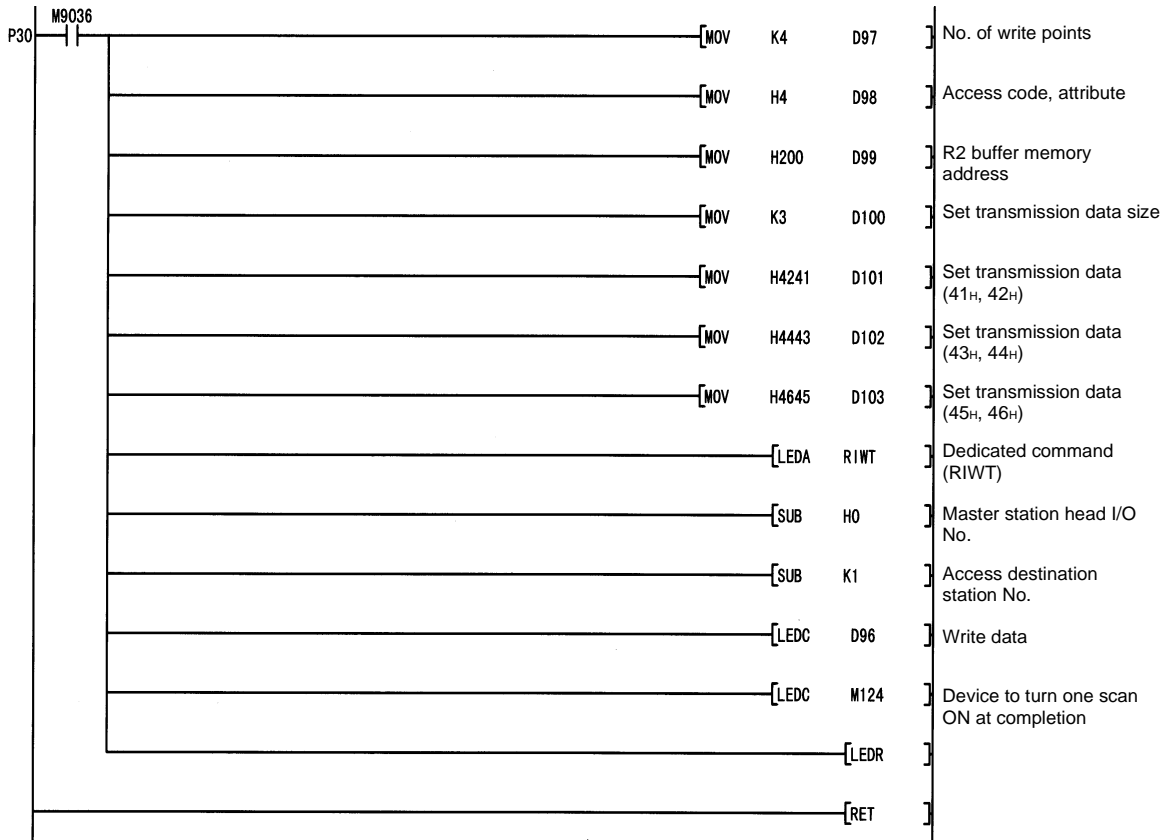 M9036
P30 MOV K4 D97 No. of write points
MOV H4 D98 Access code, attribute
MOV H200 D99 R2 buffer memory
address
MOV K3 D100 Set transmission data size
MOV H4241 D101 Set transmission data
(41H, 42H)
MOV H4443 D102 Set transmission data
(43H, 44H)
MOV H4645 D103 Set transmission data
(45H, 46H)
LEDA RIWT Dedicated command
(RIWT)
SUB H0 Master station head I/O
No.
SUB K1 Access destination
station No.
LEDC D96 Write data
LEDC M124 Device to turn one scan
ON at completion
LEDR
RET